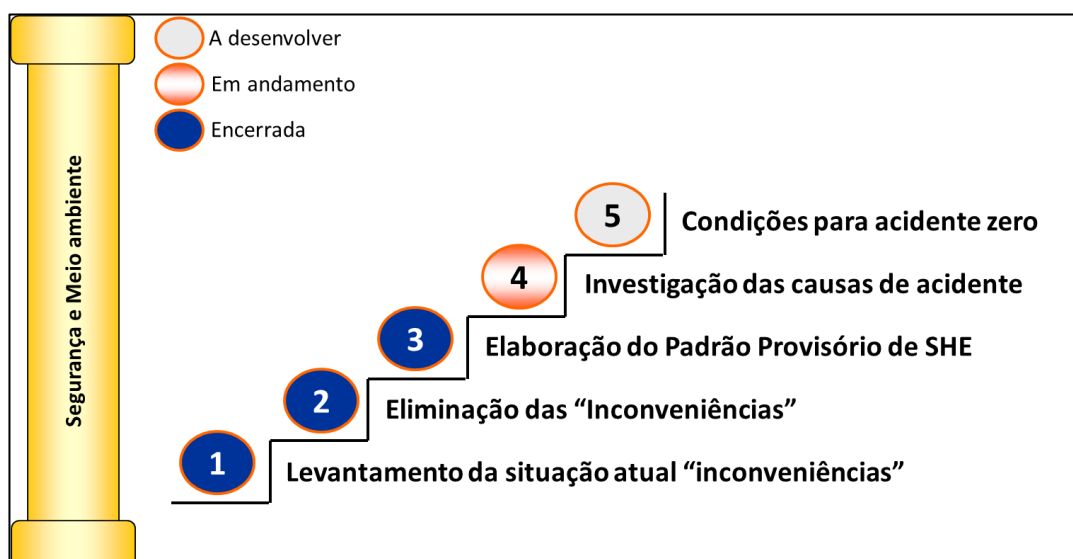 Segurança e Meio ambiente
A desenvolver
Em andamento
Encerrada
5 Condições para acidente zero
4 Investigação das causas de acidente
3 Elaboração do Padrão Provisório de SHE
2 Eliminação das “Inconveniências”
1 Levantamento da situação atual “inconveniências”